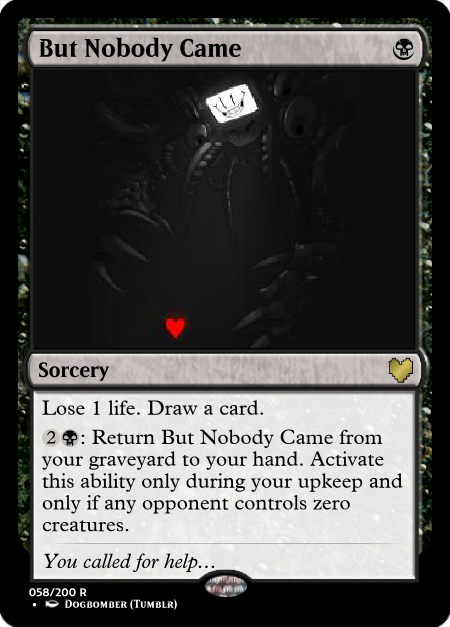 But Nobody Came
Sorcery
Lose 1 life. Draw a card.
2: Return But Nobody Came from
your graveyard to your hand. Activate
this ability only during your upkeep and
only if any opponent controls zero
creatures.
You called for help...
058/200 R
• Dogbomber (Tumblr)